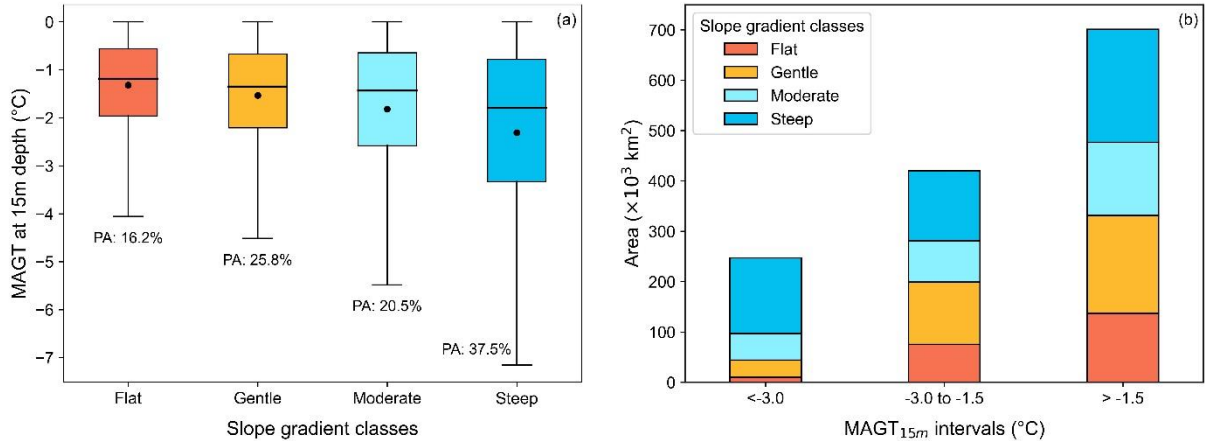 (a)
MAGT at 15m depth (°C)
0
−1
−2
−3
−4
−5
−6
−7
PA: 16.2%
PA: 25.8%
PA: 20.5%
PA: 37.5%
Flat
Gentle
Moderate
Steep
Slope gradient classes
(b)
Slope gradient classes
Flat
Gentle
Moderate
Steep
Area (×10³ km²)
700
600
500
400
300
200
100
0
<-3.0
-3.0 to -1.5
> -1.5
MAGT₁₅ₘ intervals (°C)